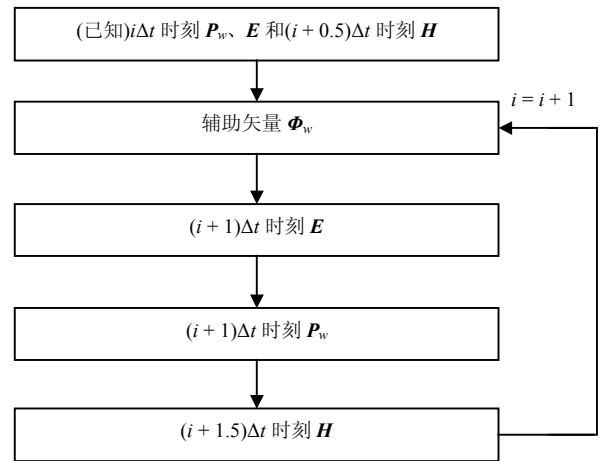 (已知)iΔt 时刻 Pw、E 和(i + 0.5)Δt 时刻 H
i = i + 1
辅助矢量 Φw
(i + 1)Δt 时刻 E
(i + 1)Δt 时刻 Pw
(i + 1.5)Δt 时刻 H